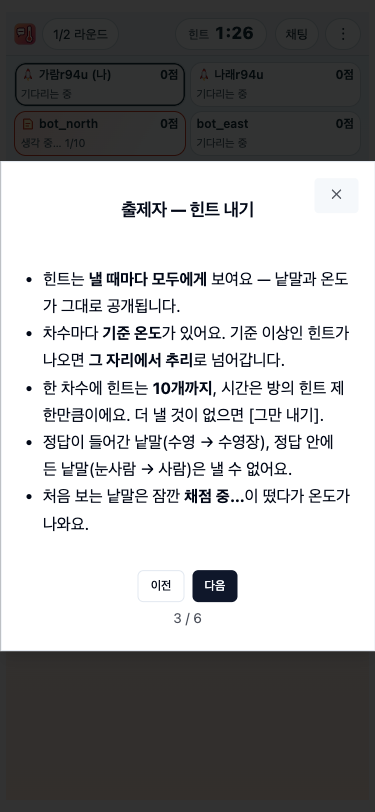 1/2 라운드
힌트 1:26
채팅
가람r94u (나) 0점
기다리는 중
나래r94u 0점
기다리는 중
bot_north 0점
생각 중... 1/10
bot_east 0점
기다리는 중
출제자 — 힌트 내기
• 힌트는 낼 때마다 모두에게 보여요 — 낱말과 온도
가 그대로 공개됩니다.
• 차수마다 기준 온도가 있어요. 기준 이상인 힌트가
나오면 그 자리에서 추리로 넘어갑니다.
• 한 차수에 힌트는 10개까지, 시간은 방의 힌트 제
한만큼이에요. 더 낼 것이 없으면 [그만 내기].
• 정답이 들어간 낱말(수영 → 수영장), 정답 안에
든 낱말(눈사람 → 사람)은 낼 수 없어요.
• 처음 보는 낱말은 잠깐 채점 중...이 떴다가 온도가
나와요.
이전
다음
3 / 6